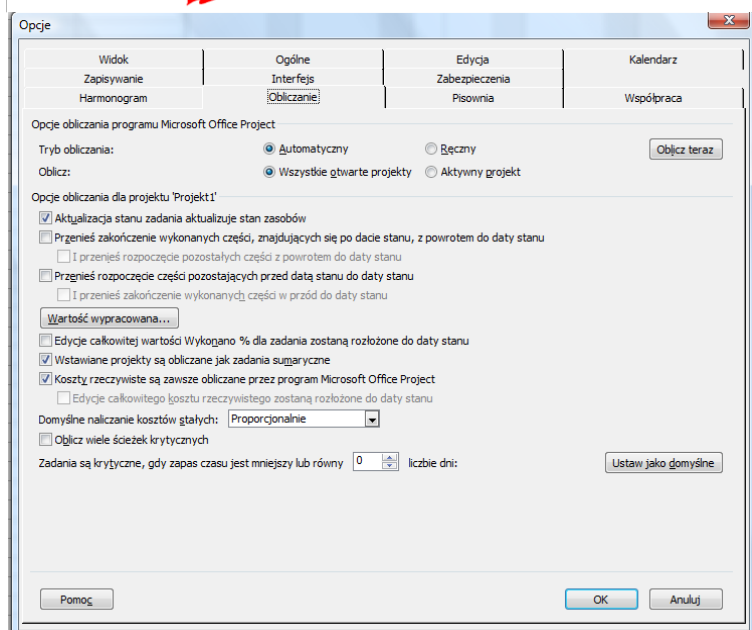 Opcje
Widok Ogólne Edycja Kalendarz
Zapisywanie Interfejs Zabezpieczenia
Harmonogram Obliczanie Pisownia Współpraca
Opcje obliczania programu Microsoft Office Project
Tryb obliczania: Automatyczny Ręczny Oblicz teraz
Oblicz: Wszystkie otwarte projekty Aktywny projekt
Opcje obliczania dla projektu 'Projekt1'
Aktualizacja stanu zadania aktualizuje stan zasobów
Przenieś zakończenie wykonanych części, znajdujących się po dacie stanu, z powrotem do daty stanu
I przenieś rozpoczęcie pozostałych części z powrotem do daty stanu
Przenieś rozpoczęcie części pozostających przed datą stanu do daty stanu
I przenieś zakończenie wykonanych części w przód do daty stanu
Wartość wypracowana...
Edycje całkowitej wartości Wykonano % dla zadania zostaną rozłożone do daty stanu
Wstawiane projekty są obliczane jak zadania sumaryczne
Koszty rzeczywiste są zawsze obliczane przez program Microsoft Office Project
Edycje całkowitego kosztu rzeczywistego zostaną rozłożone do daty stanu
Domyślne naliczanie kosztów stałych: Proporcjonalnie
Oblicz wiele ścieżek krytycznych
Zadania są krytyczne, gdy zapas czasu jest mniejszy lub równy 0 liczbie dni: Ustaw jako domyślne
Pomoc OK Anuluj